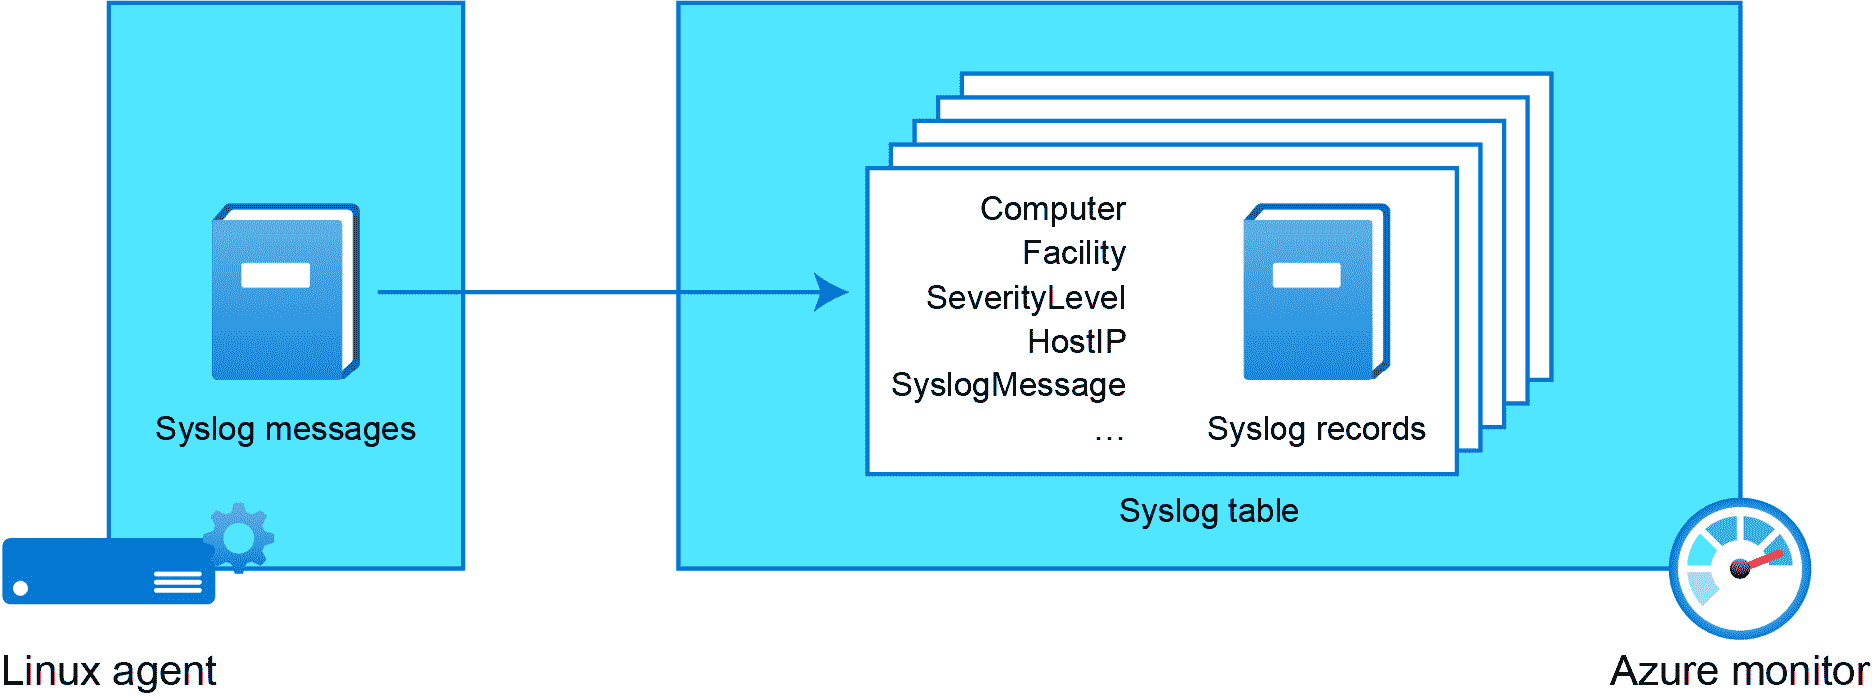 Computer
Facility
SeverityLevel
HostIP
SyslogMessage
...
Syslog messages
Syslog records
Syslog table
Linux agent
Azure monitor